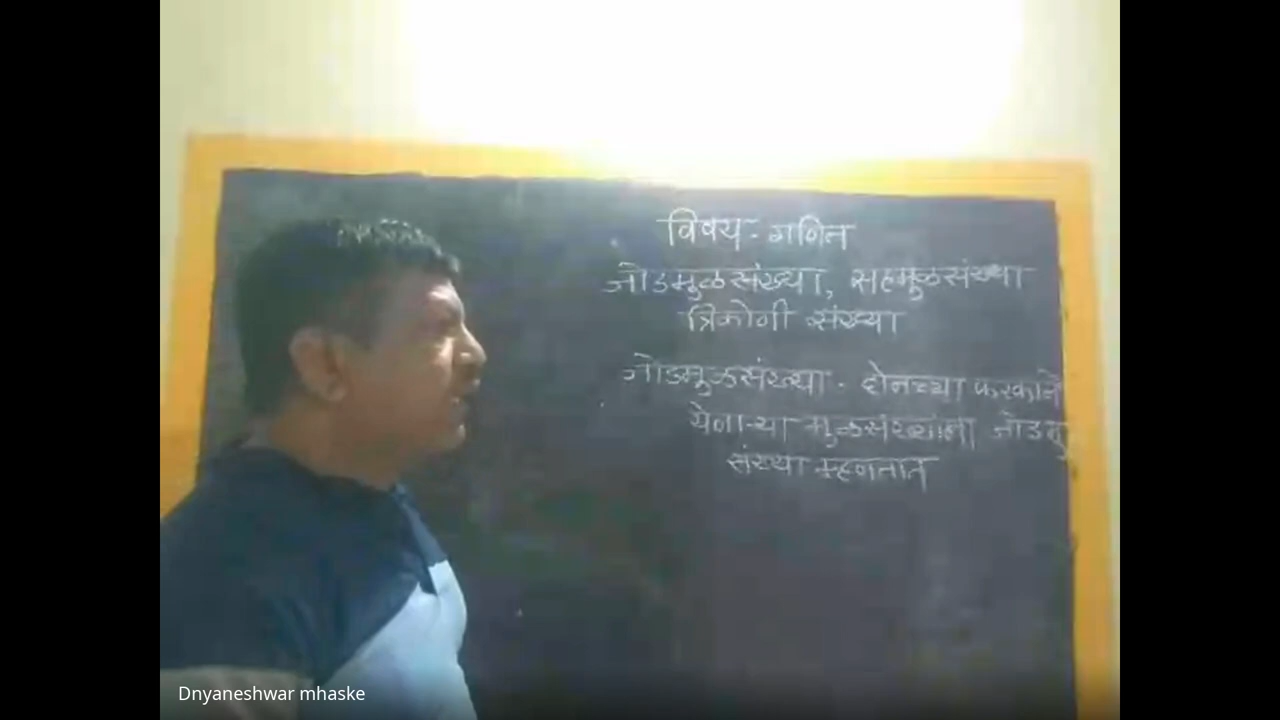 विषय:- गणित
जोडमुळसंख्या, सहमुळसंख्या
त्रिकोणी संख्या
जोडमुळसंख्या - दोनच्या फरकाने
येणाऱ्या मुळसंख्यांना जोडमु
संख्या म्हणतात
Dnyaneshwar mhaske